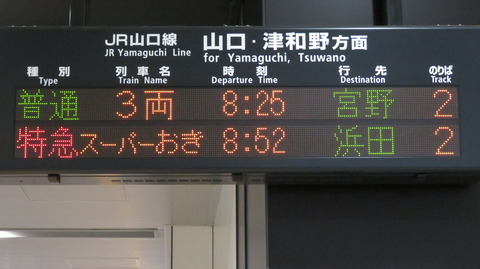 JR山口線 山口・津和野方面
JR Yamaguchi Line for Yamaguchi, Tsuwano
種別 列車名 時刻 行先 のりば
Type Train Name Departure Time Destination Track
普通 3両 8:25 宮野 2
特急 スーパーおき 8:52 浜田 2